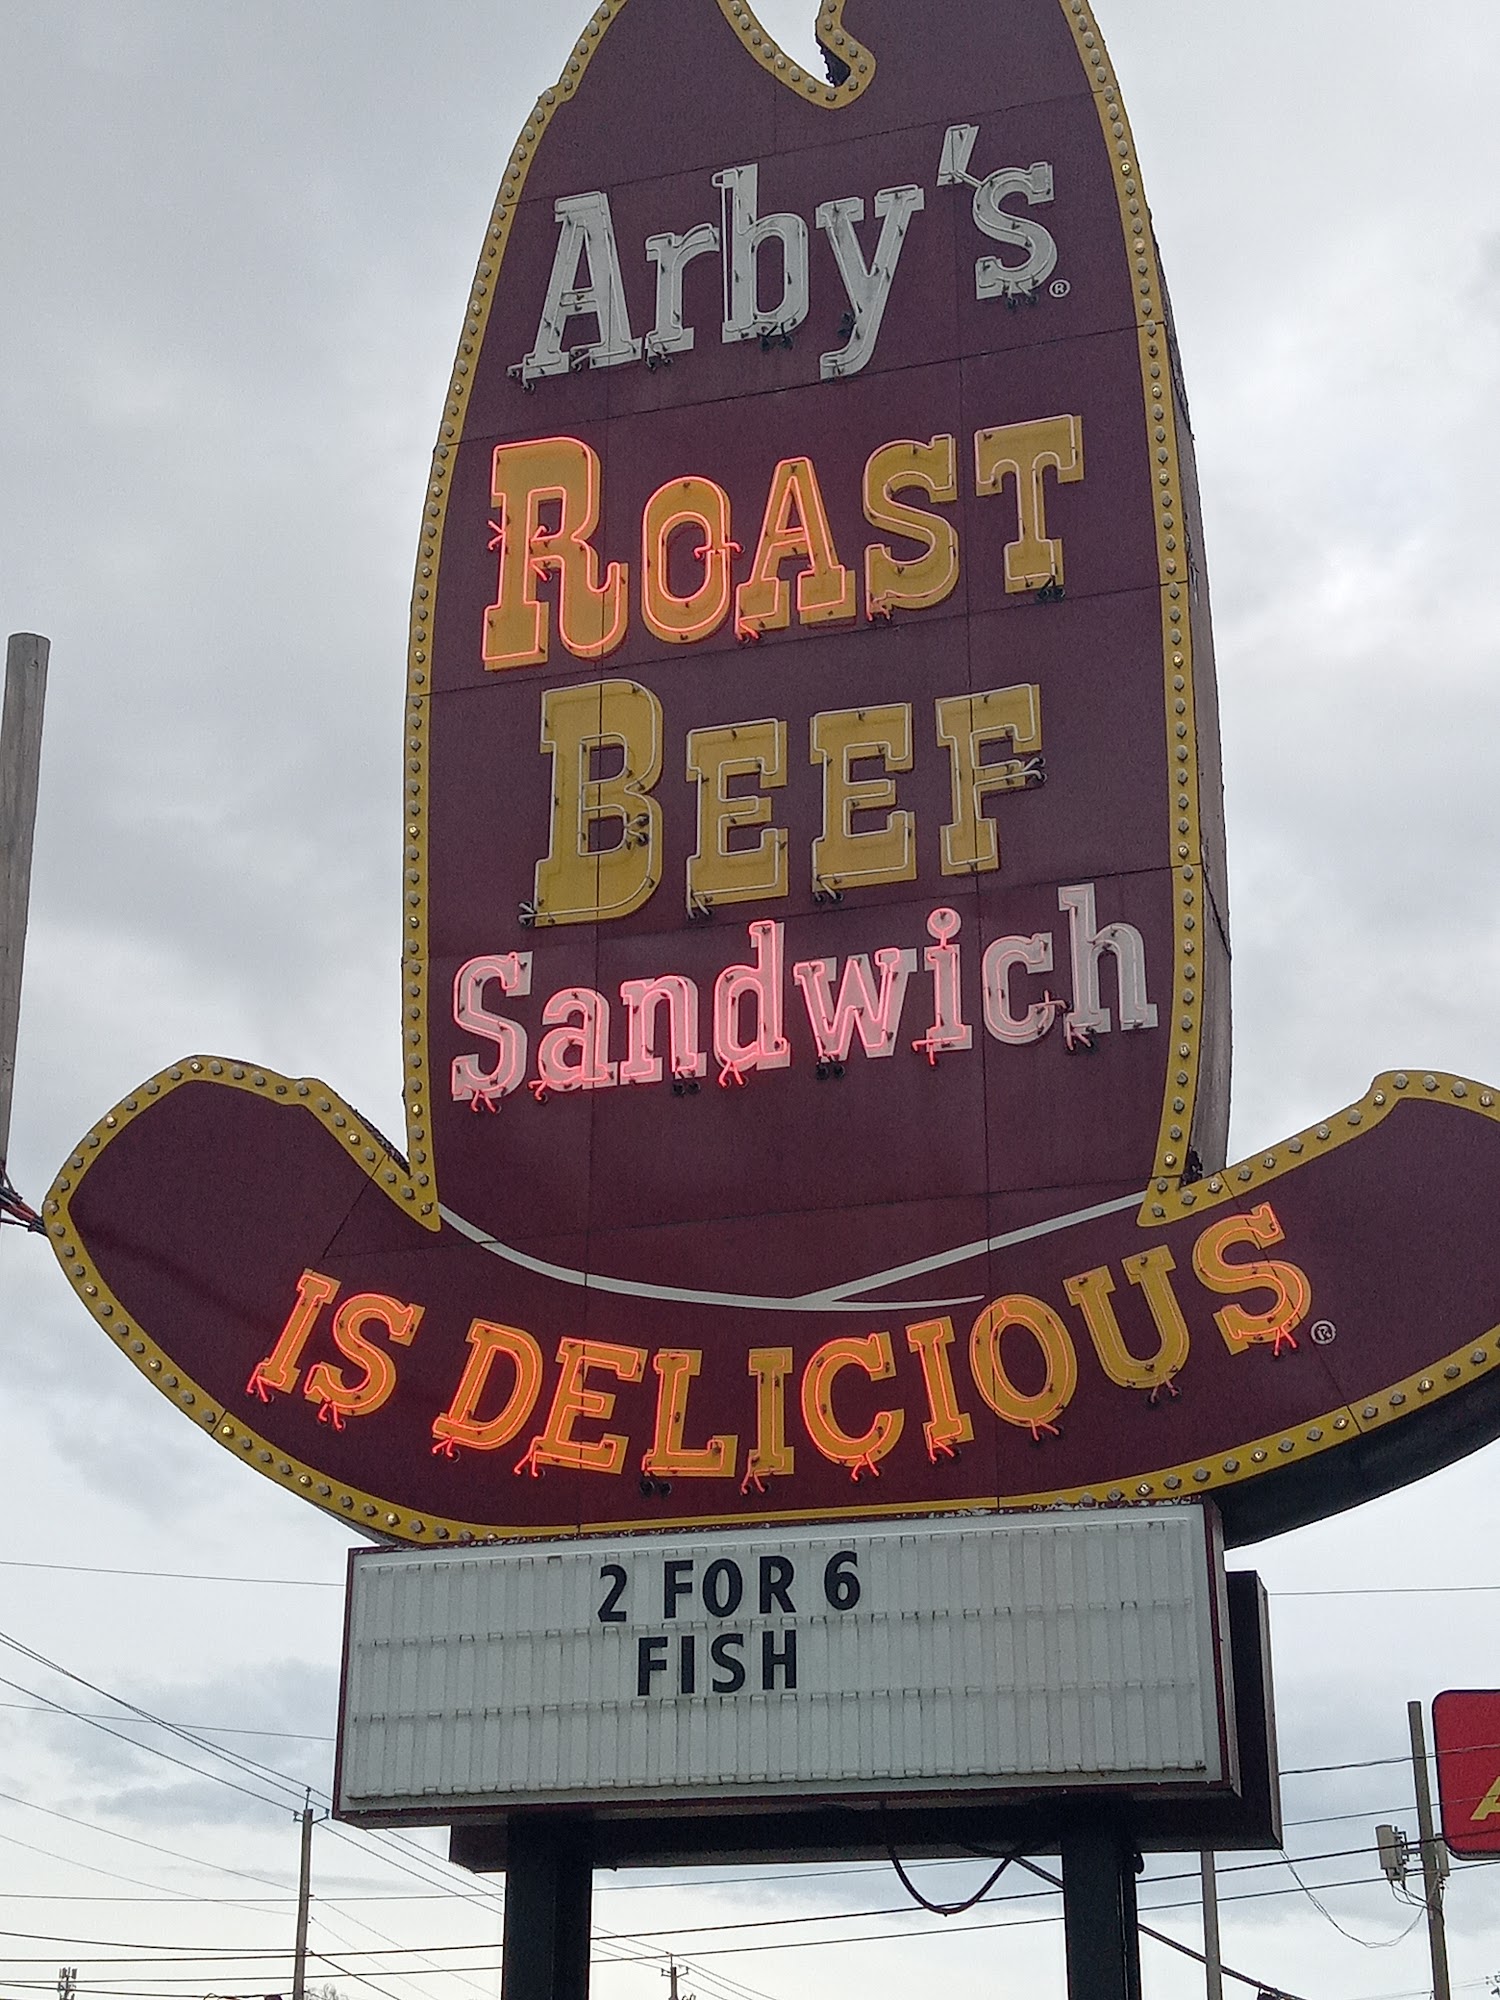 Arby's®
ROAST
BEEF
Sandwich
IS DELICIOUS®
2 FOR 6
FISH